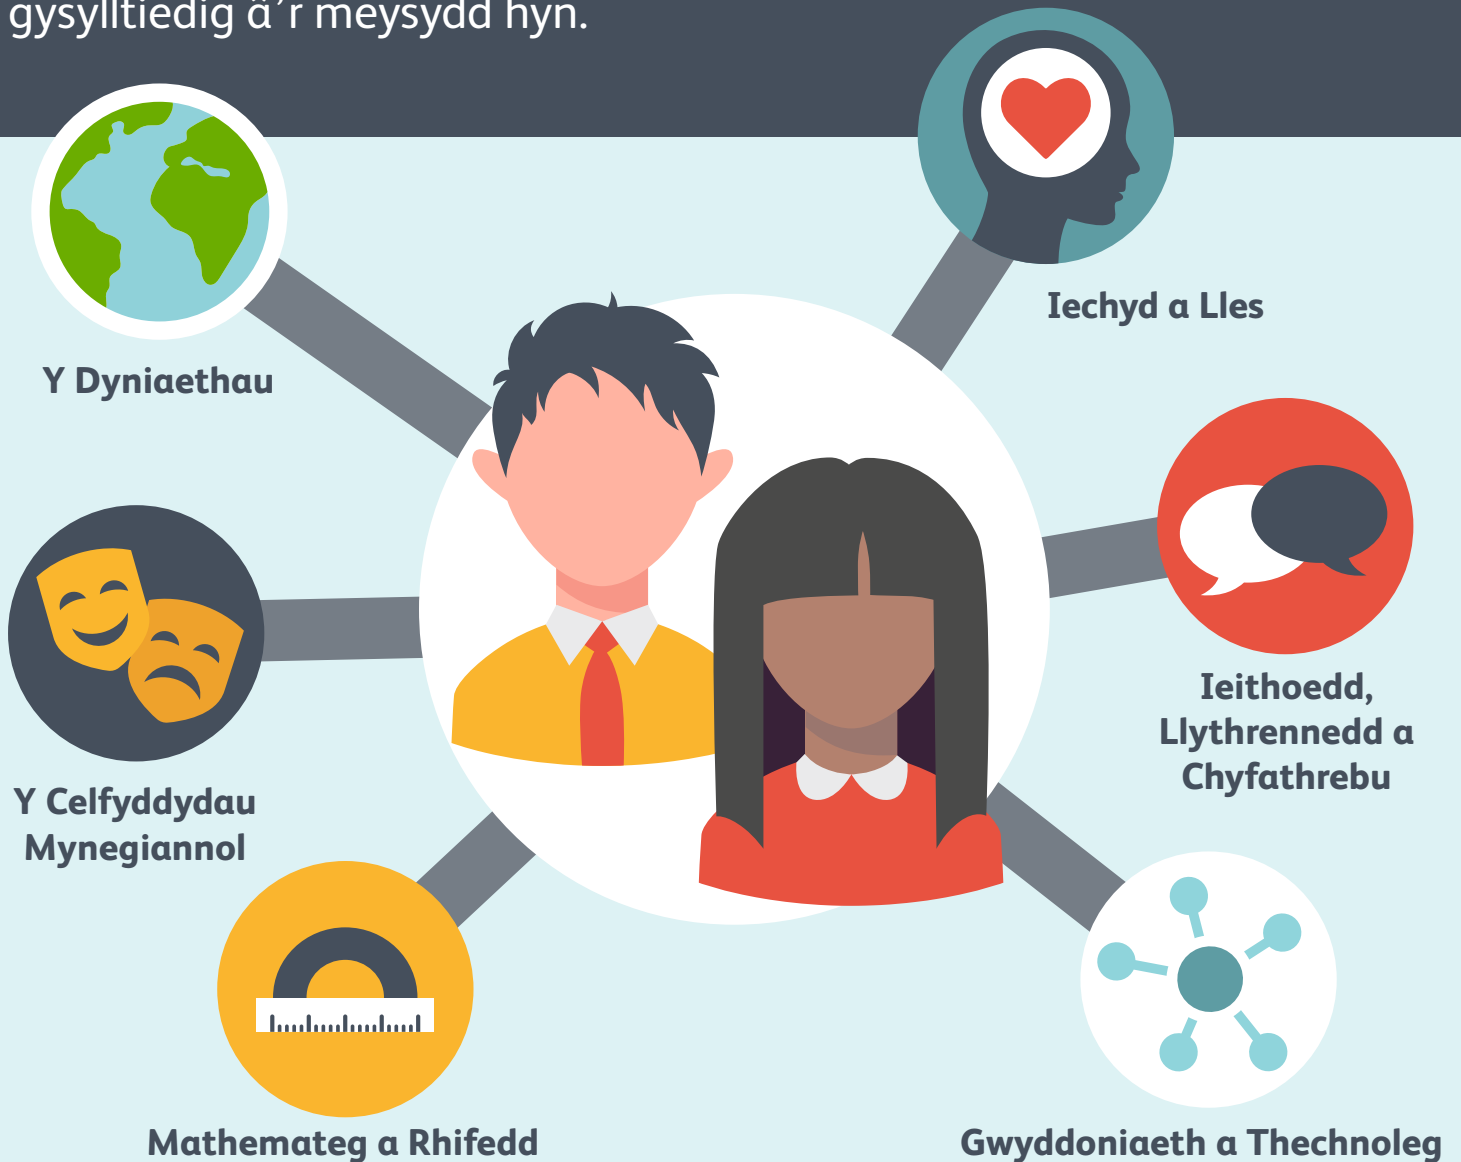 gysylltiedig â'r meysydd hyn.
Y Dyniaethau
Iechyd a Lles
Y Celfyddydau
Mynegiannol
Ieithoedd,
Llythrennedd a
Chyfathrebu
Mathemateg a Rhifedd
Gwyddoniaeth a Thechnoleg